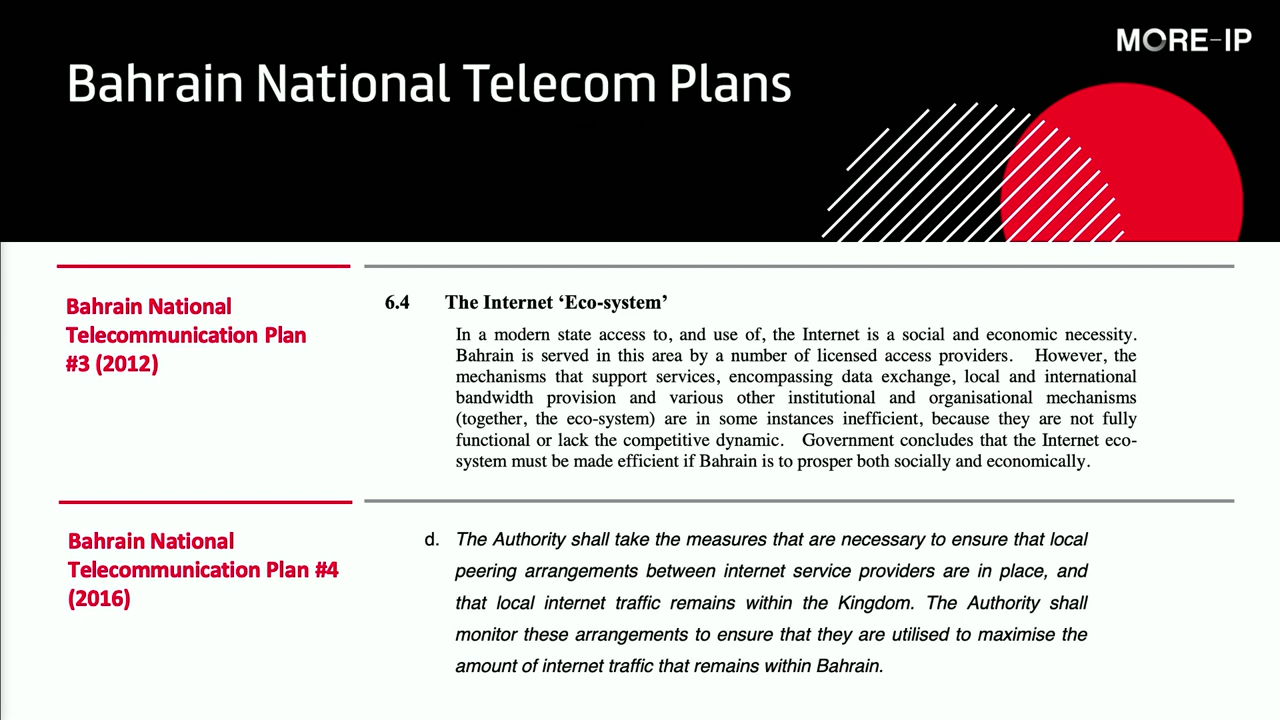 MORE-IP
Bahrain National Telecom Plans
Bahrain National
Telecommunication Plan
#3 (2012)
6.4 The Internet ‘Eco-system’
In a modern state access to, and use of, the Internet is a social and economic necessity.
Bahrain is served in this area by a number of licensed access providers. However, the
mechanisms that support services, encompassing data exchange, local and international
bandwidth provision and various other institutional and organisational mechanisms
(together, the eco-system) are in some instances inefficient, because they are not fully
functional or lack the competitive dynamic. Government concludes that the Internet eco-
system must be made efficient if Bahrain is to prosper both socially and economically.
Bahrain National
Telecommunication Plan #4
(2016)
d. The Authority shall take the measures that are necessary to ensure that local
peering arrangements between internet service providers are in place, and
that local internet traffic remains within the Kingdom. The Authority shall
monitor these arrangements to ensure that they are utilised to maximise the
amount of internet traffic that remains within Bahrain.